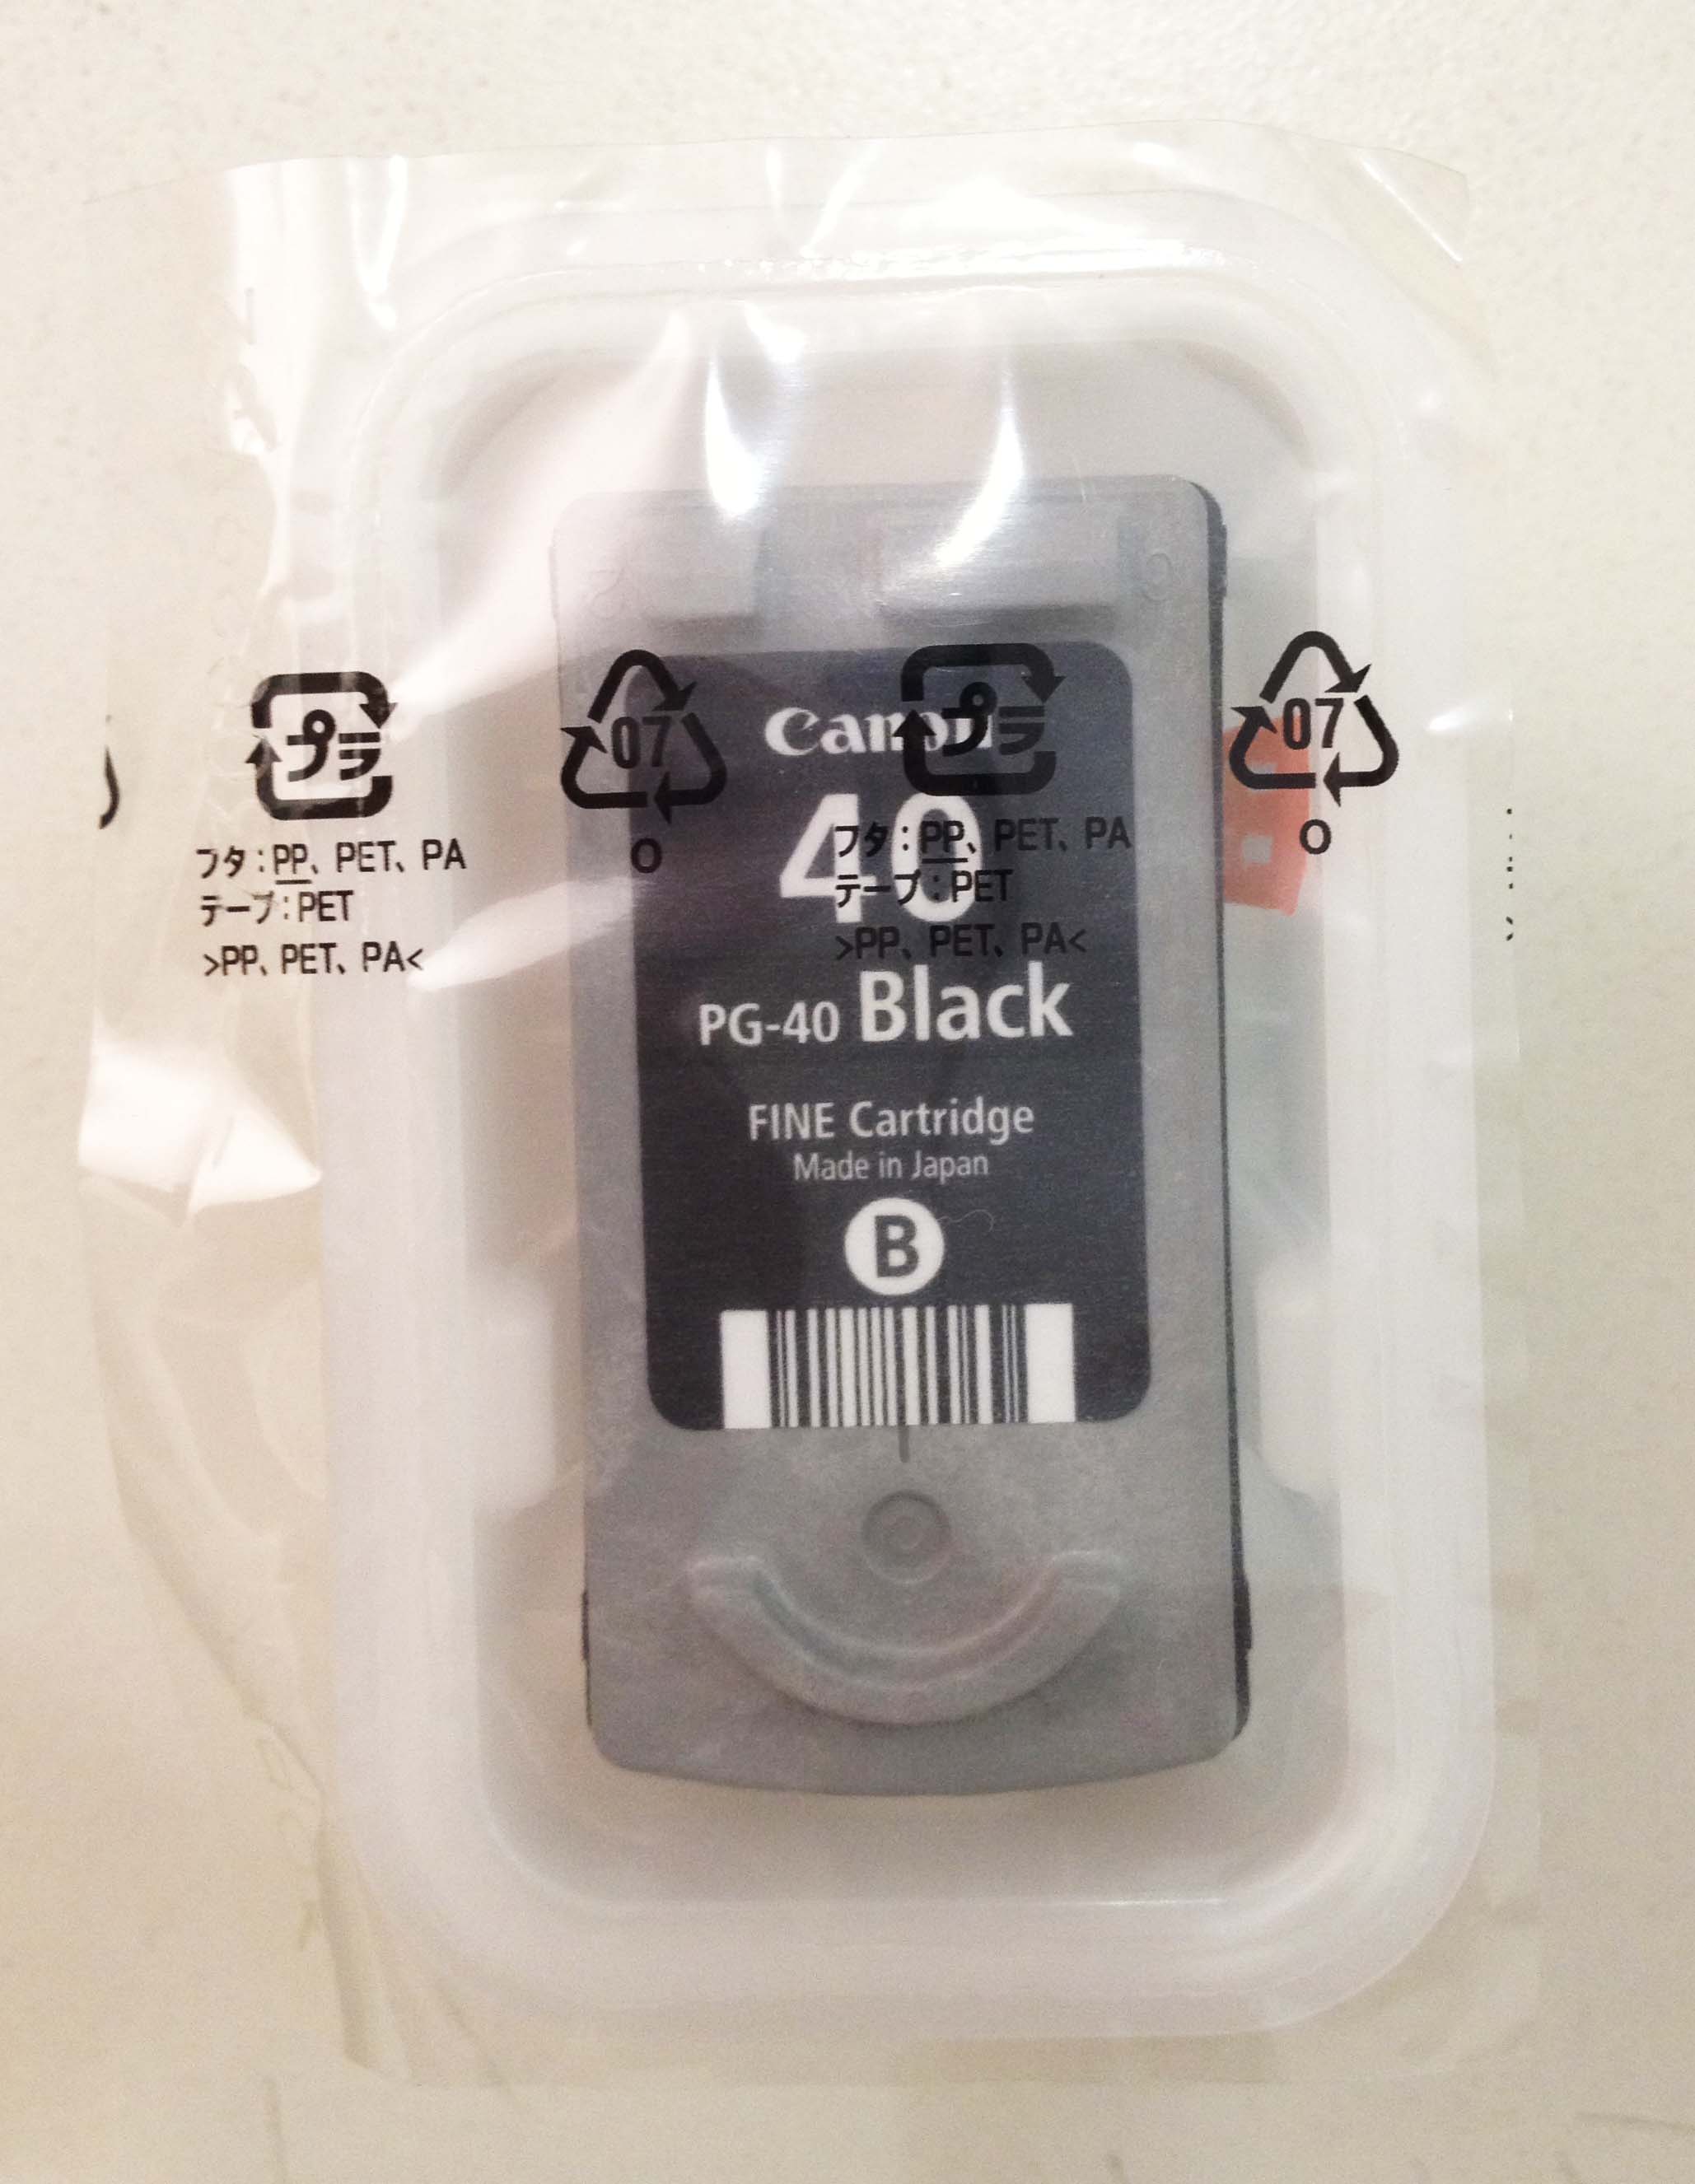 プラ
07
プラ
07
O
O
フタ:PP、PET、PA
テープ:PET
>PP、PET、PA<
フタ:PP、PET、PA
テープ:PET
>PP、PET、PA<
Canon
40
PG-40 Black
FINE Cartridge
Made in Japan
B